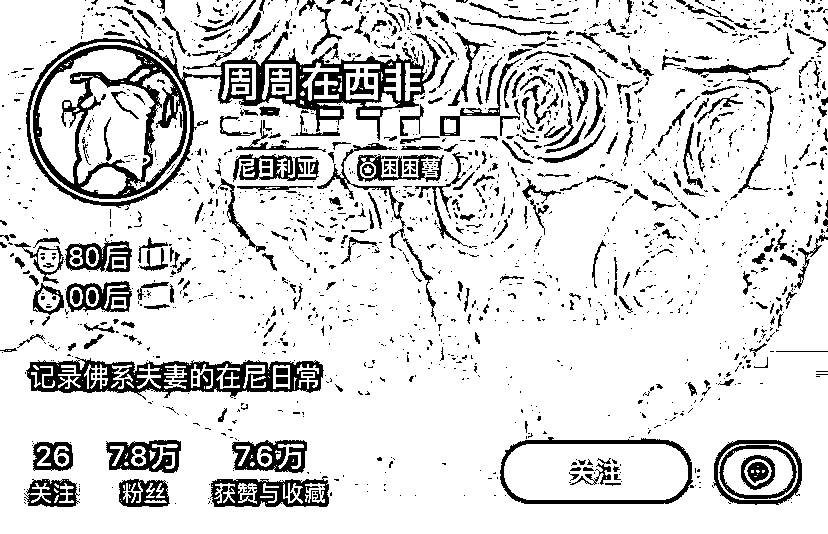 周周在西非
尼日利亚 困困薯
80后
00后
记录佛系夫妻的在尼日常
26 7.8万 7.6万
关注 粉丝 获赞与收藏 关注